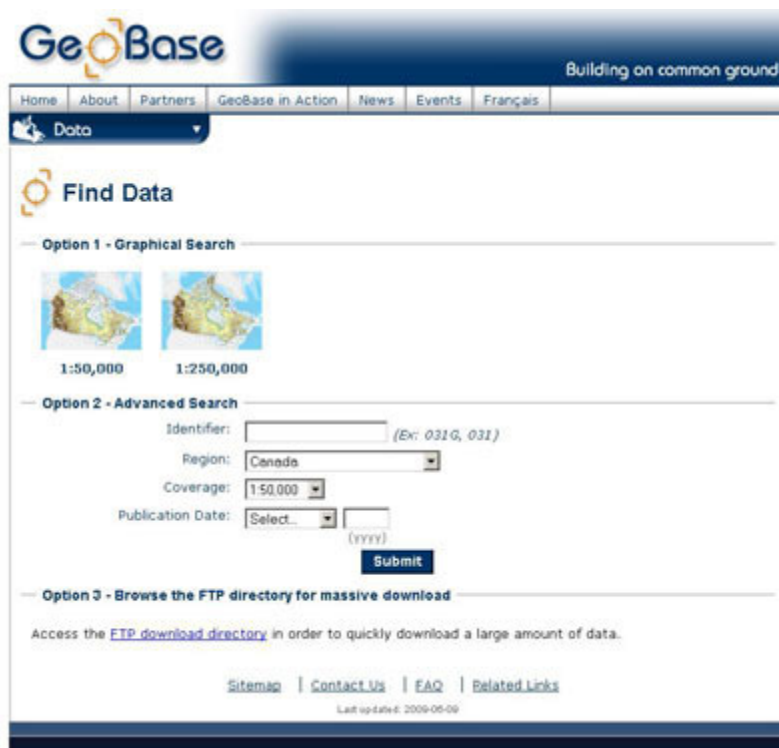 GeoBase
Building on common ground
Home About Partners GeoBase in Action News Events Français
Data
Find Data
Option 1 - Graphical Search
1:50,000 1:250,000
Option 2 - Advanced Search
Identifier: (Ex: 031G, 031)
Region: Canada
Coverage: 1:50,000
Publication Date: Select...
(yyyy)
Submit
Option 3 - Browse the FTP directory for massive download
Access the FTP download directory in order to quickly download a large amount of data.
Sitemap | Contact Us | FAQ | Related Links
Last updated: 2009-06-09